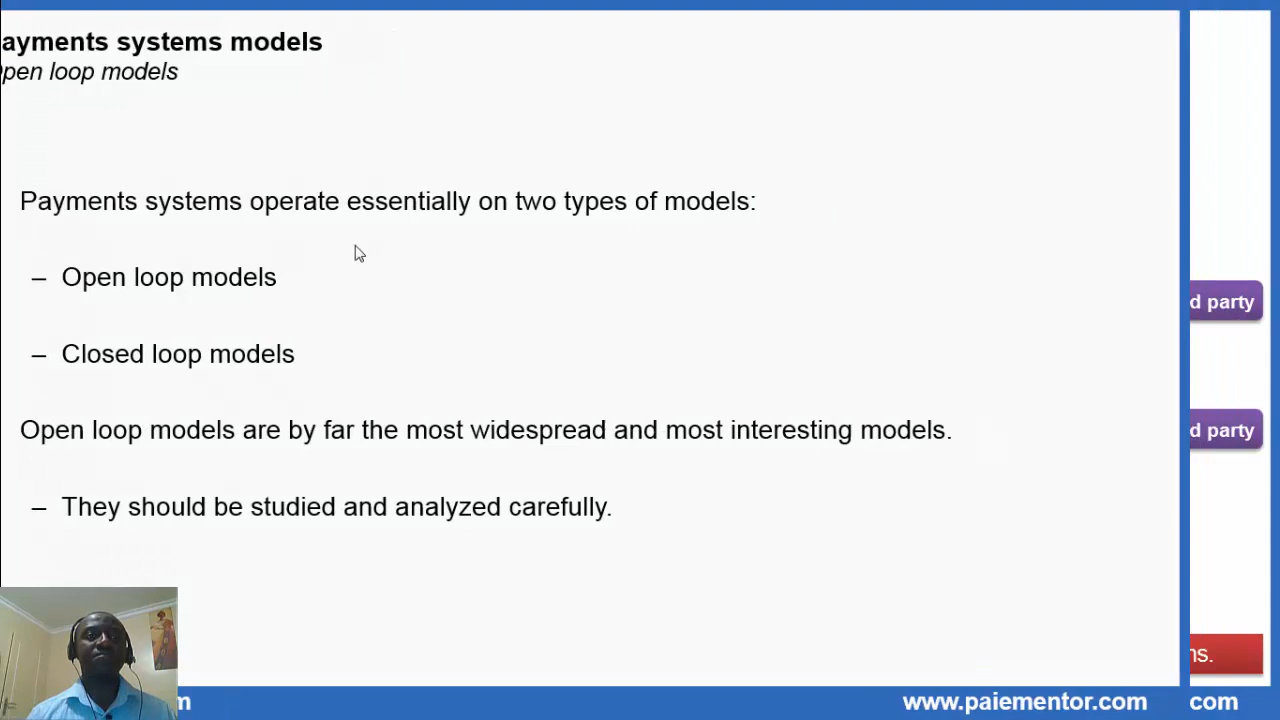 ayments systems models
pen loop models
Payments systems operate essentially on two types of models:
– Open loop models
– Closed loop models
Open loop models are by far the most widespread and most interesting models.
– They should be studied and analyzed carefully.
d party
d party
ns.
m
www.paiementor.com
com